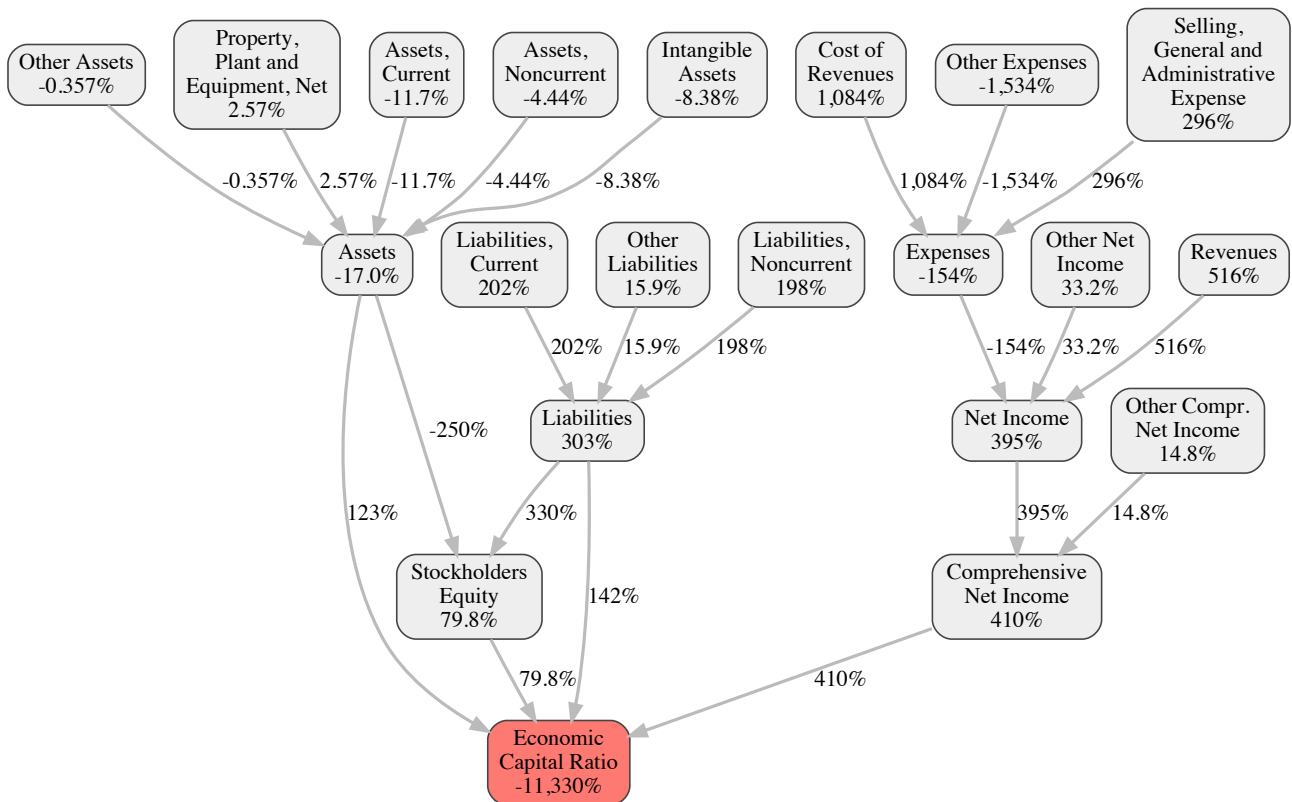 Other Assets
-0.357%
Property,
Plant and
Equipment, Net
2.57%
Assets,
Current
-11.7%
Assets,
Noncurrent
-4.44%
Intangible
Assets
-8.38%
Cost of
Revenues
1,084%
Other Expenses
-1,534%
Selling,
General and
Administrative
Expense
296%
-0.357%
2.57%
-11.7%
-4.44%
-8.38%
1,084%
-1,534%
296%
Assets
-17.0%
Liabilities,
Current
202%
Other
Liabilities
15.9%
Liabilities,
Noncurrent
198%
Expenses
-154%
Other Net
Income
33.2%
Revenues
516%
202%
15.9%
198%
-154%
33.2%
516%
Liabilities
303%
Net Income
395%
Other Compr.
Net Income
14.8%
-250%
123%
330%
395%
14.8%
Stockholders
Equity
79.8%
142%
Comprehensive
Net Income
410%
79.8%
410%
Economic
Capital Ratio
-11,330%